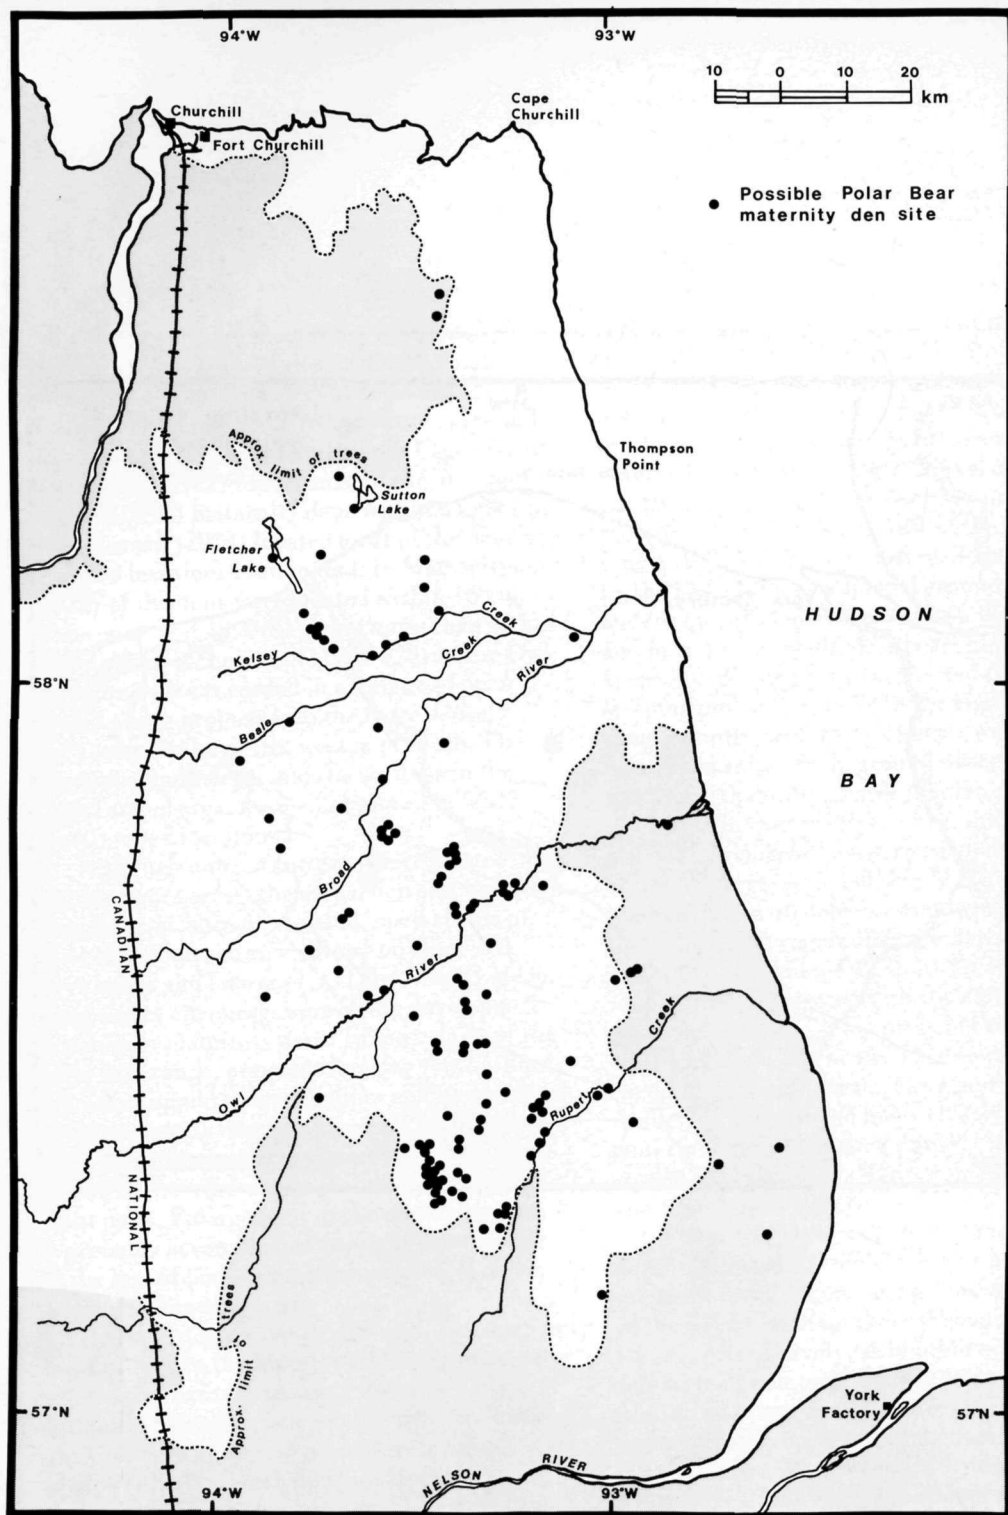 94°W
93°W
10 0 10 20
km
Churchill
Fort Churchill
Cape
Churchill
Possible Polar Bear
maternity den site
Approx. limit of trees
Thompson
Point
Sutton
Lake
Fletcher
Lake
HUDSON
Kelsey Creek
Creek
River
58°N
Beale
BAY
Broad
CANADIAN
River
Creek
Owl
Rupert
NATIONAL
Approx. limit of trees
57°N
York
Factory
57°N
NELSON RIVER
94°W
93°W